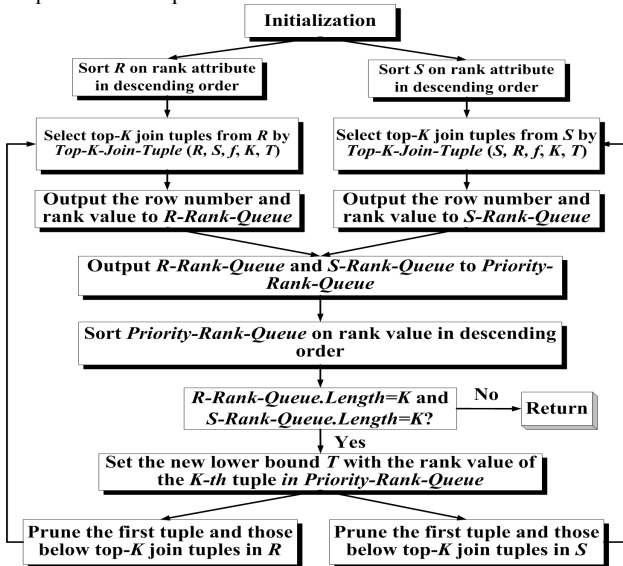 Initialization
Sort R on rank attribute
in descending order
Sort S on rank attribute
in descending order
Select top-K join tuples from R by
Top-K-Join-Tuple (R, S, f, K, T)
Select top-K join tuples from S by
Top-K-Join-Tuple (S, R, f, K, T)
Output the row number and
rank value to R-Rank-Queue
Output the row number and
rank value to S-Rank-Queue
Output R-Rank-Queue and S-Rank-Queue to Priority-
Rank-Queue
Sort Priority-Rank-Queue on rank value in descending
order
R-Rank-Queue.Length=K and
S-Rank-Queue.Length=K?
No
Return
Yes
Set the new lower bound T with the rank value of
the K-th tuple in Priority-Rank-Queue
Prune the first tuple and those
below top-K join tuples in R
Prune the first tuple and those
below top-K join tuples in S